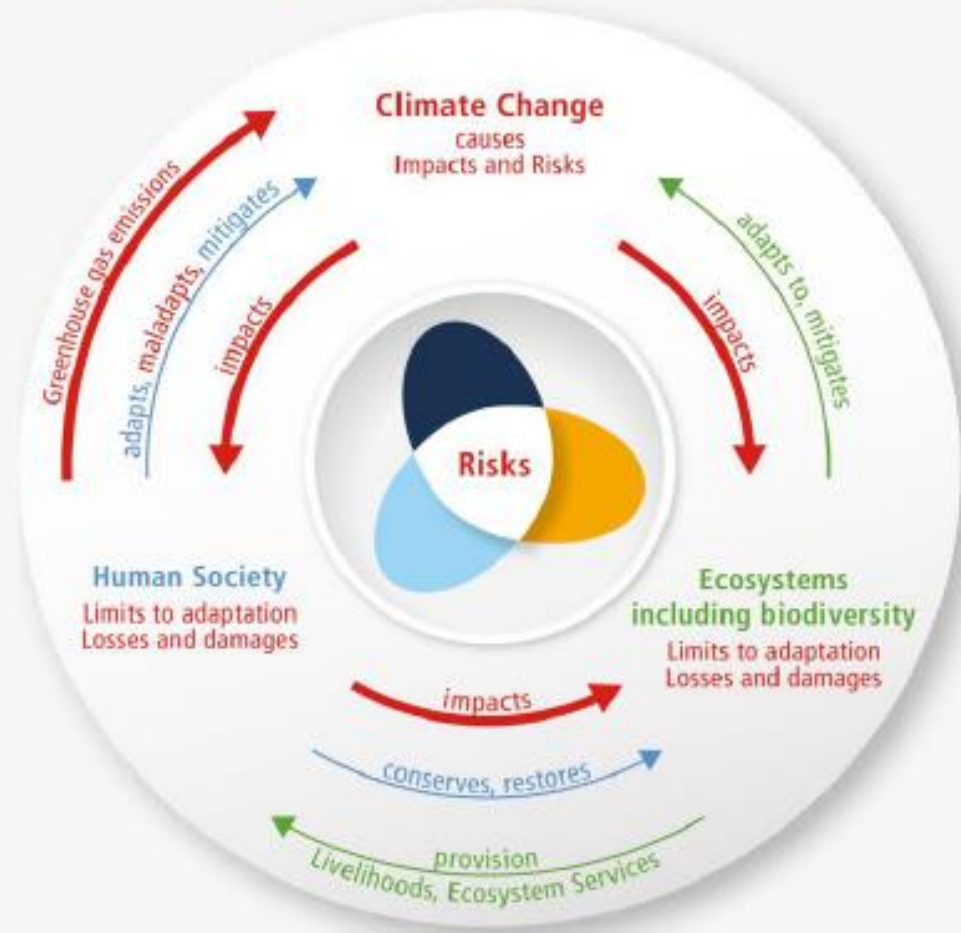 Climate Change
causes
Impacts and Risks
Greenhouse gas emissions
adapts, maladapts, mitigates
impacts
impacts
adapts to, mitigates
Risks
Human Society
Limits to adaptation
Losses and damages
Ecosystems
including biodiversity
Limits to adaptation
Losses and damages
impacts
conserves, restores
provision
Livelihoods, Ecosystem Services